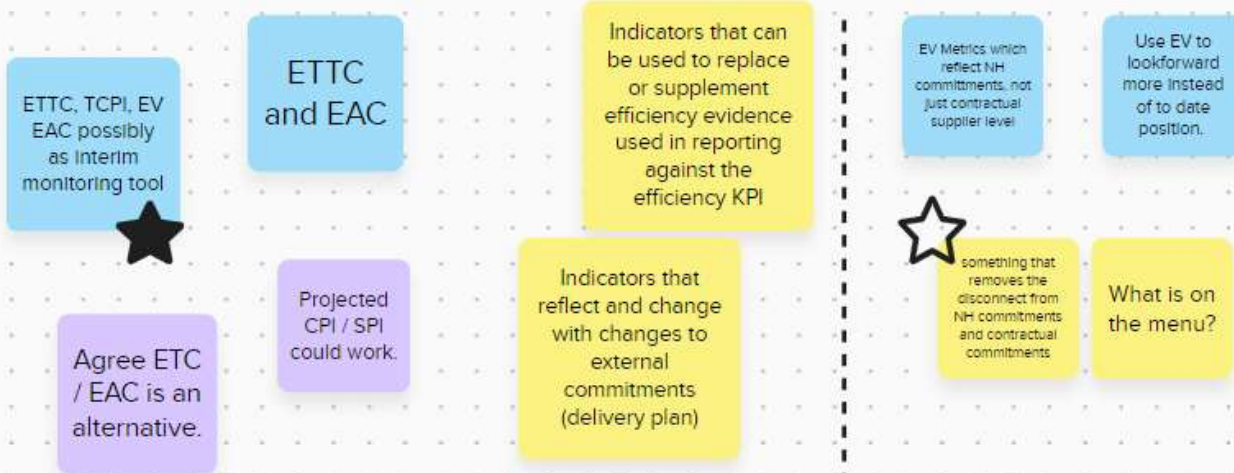 ETTC, TCPI, EV
EAC possibly
as interim
monitoring tool
ETTC
and EAC
Indicators that can
be used to replace
or supplement
efficiency evidence
used in reporting
against the
efficiency KPI
EV Metrics which
reflect NH
committments, not
just contractual
supplier level
Use EV to
lookforward
more instead
of to date
position.
Agree ETC
/ EAC is an
alternative.
Projected
CPI / SPI
could work.
Indicators that
reflect and change
with changes to
external
commitments
(delivery plan)
something that
removes the
disconnect from
NH commitments
and contractual
commitments
What is on
the menu?